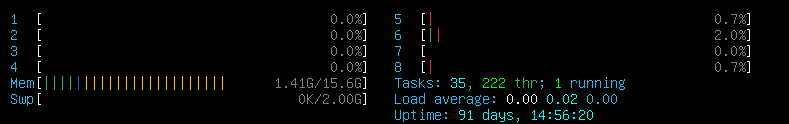 1 [ 0.0%] 5 [| 0.7%]
2 [ 0.0%] 6 [|| 2.0%]
3 [ 0.0%] 7 [ 0.0%]
4 [ 0.0%] 8 [| 0.7%]
Mem[||||||||||||||||||||||| 1.41G/15.6G] Tasks: 35, 222 thr; 1 running
Swp[ 0K/2.00G] Load average: 0.00 0.02 0.00
Uptime: 91 days, 14:56:20